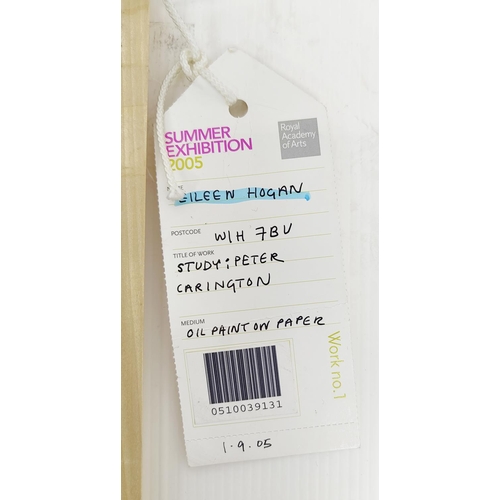 SUMMER
EXHIBITION
2005
Royal
Academy
of Arts
EILEEN HOGAN
POSTCODE W1H 7BU
TITLE OF WORK
STUDY: PETER
CARINGTON
MEDIUM
OIL PAINT ON PAPER
0510039131
Work no.1
1.9.05